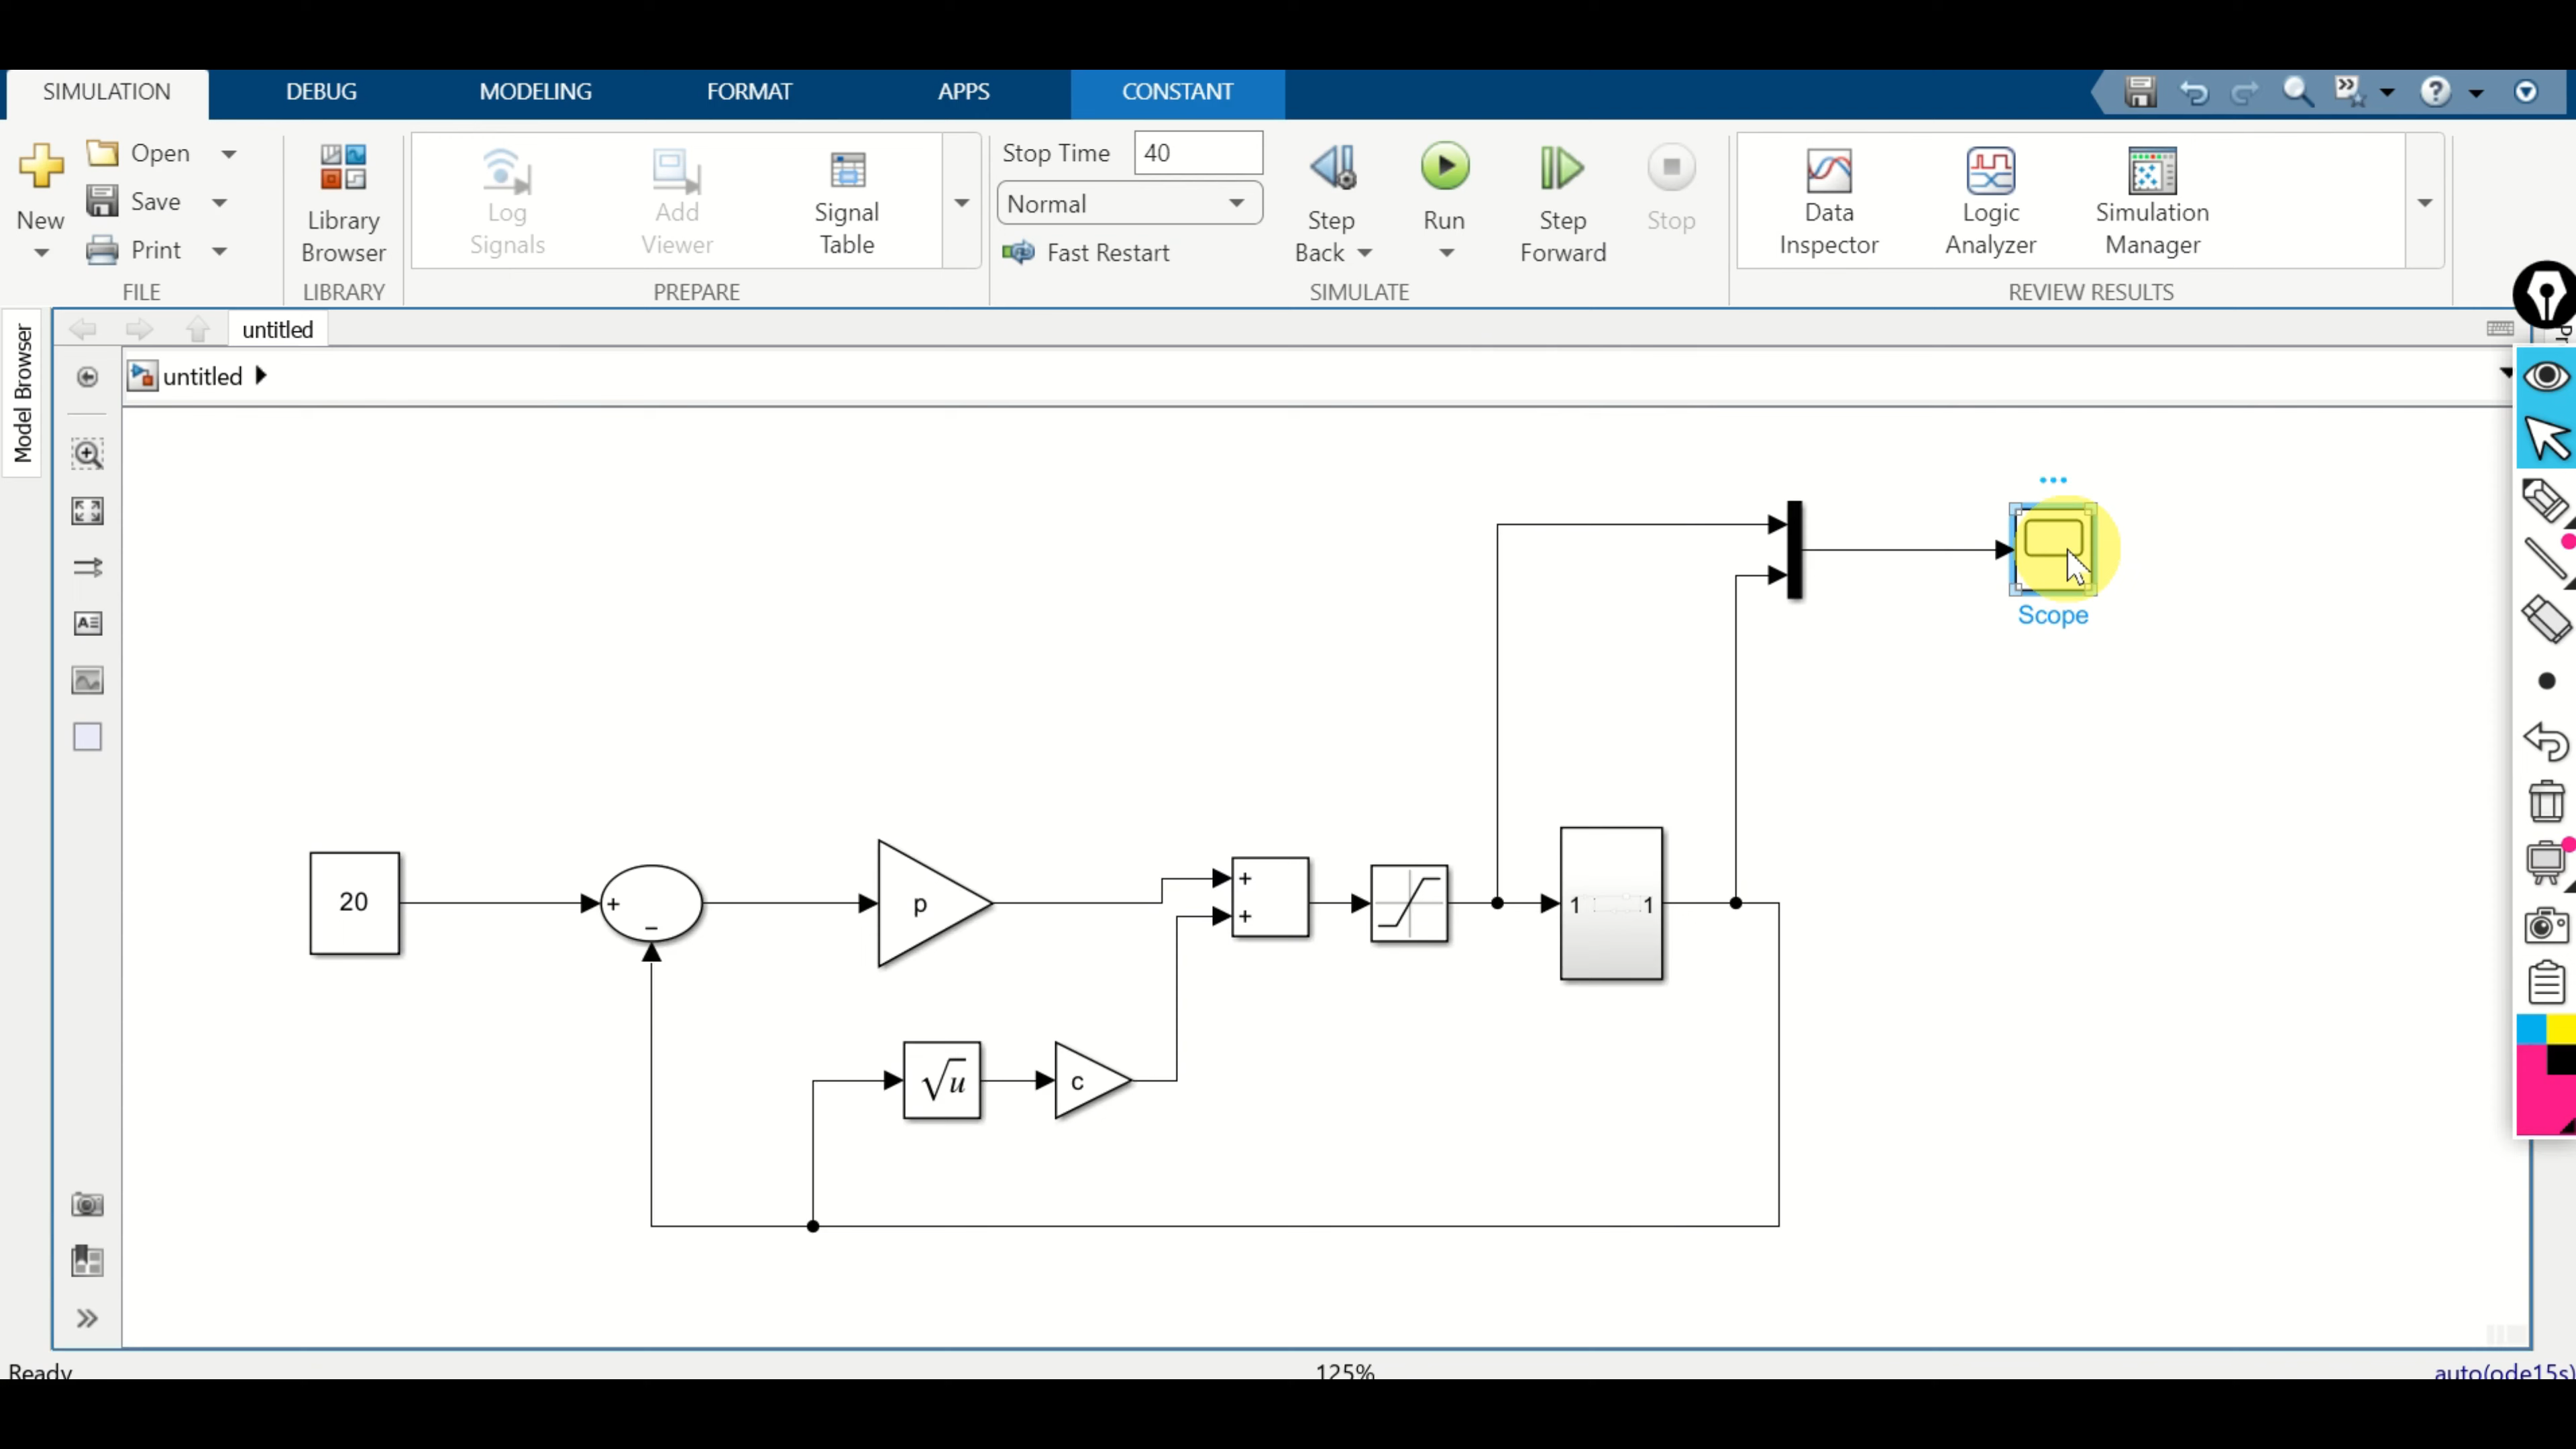 SIMULATION DEBUG MODELING FORMAT APPS CONSTANT
New
Open
Save
Print
FILE
Library
Browser
LIBRARY
Log
Signals
Add
Viewer
Signal
Table
PREPARE
Stop Time 40
Normal
Fast Restart
Step
Back
Run
Step
Forward
Stop
SIMULATE
Data
Inspector
Logic
Analyzer
Simulation
Manager
REVIEW RESULTS
Model Browser
untitled
untitled
Scope
20
+
−
p
+
+
1 1
√u
c
Ready 125% auto(ode15s)